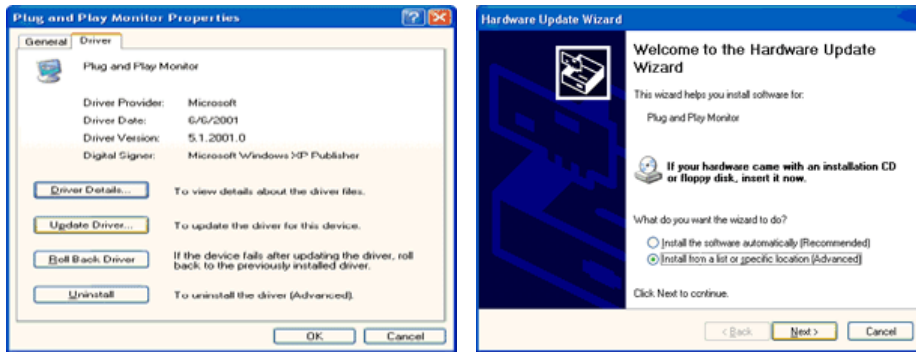 Plug and Play Monitor Properties
General
Driver
Plug and Play Monitor
Driver Provider: Microsoft
Driver Date: 6/6/2001
Driver Version: 5.1.2001.0
Digital Signer: Microsoft Windows XP Publisher
Driver Details... To view details about the driver files.
Update Driver... To update the driver for this device.
Roll Back Driver If the device fails after updating the driver, roll
back to the previously installed driver.
Uninstall To uninstall the driver (Advanced).
OK Cancel
Hardware Update Wizard
Welcome to the Hardware Update
Wizard
This wizard helps you install software for:
Plug and Play Monitor
If your hardware came with an installation CD
or floppy disk, insert it now.
What do you want the wizard to do?
Install the software automatically (Recommended)
Install from a list or specific location (Advanced)
Click Next to continue.
< Back Next > Cancel